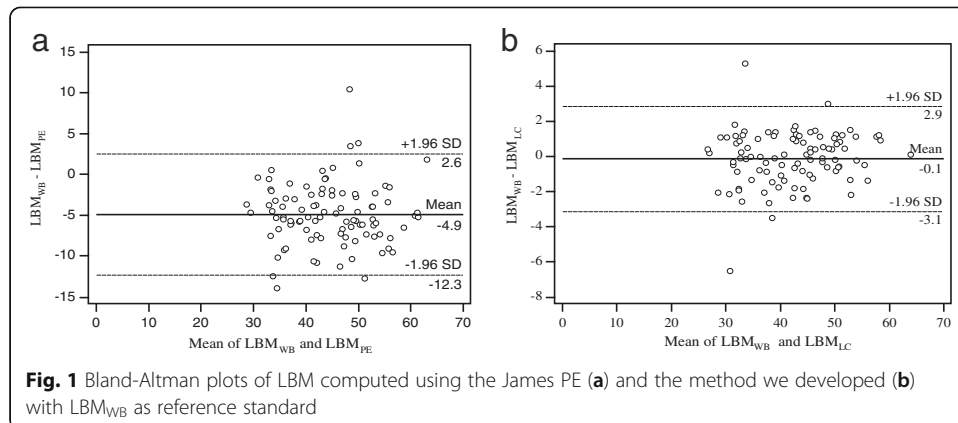 a
15
10
5
0
-5
-10
-15
LBM_WB - LBM_PE
+1.96 SD
2.6
Mean
-4.9
-1.96 SD
-12.3
0 10 20 30 40 50 60 70
Mean of LBM_WB and LBM_PE
b
6
4
2
0
-2
-4
-6
-8
LBM_WB - LBM_LC
+1.96 SD
2.9
Mean
-0.1
-1.96 SD
-3.1
0 10 20 30 40 50 60 70
Mean of LBM_WB and LBM_LC
Fig. 1 Bland-Altman plots of LBM computed using the James PE (a) and the method we developed (b)
with LBM_WB as reference standard